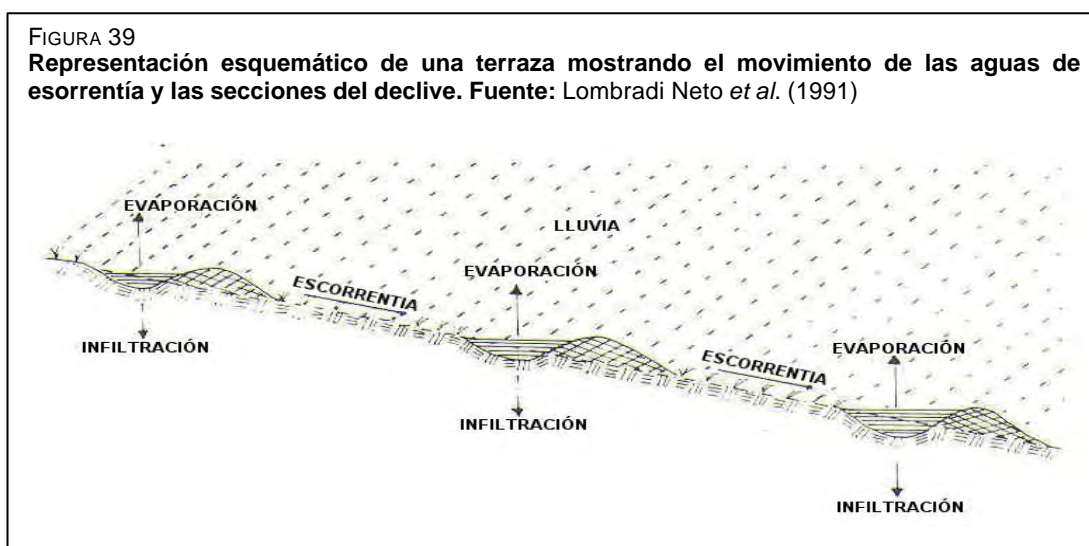 FIGURA 39
Representación esquemático de una terraza mostrando el movimiento de las aguas de
esorrentía y las secciones del declive. Fuente: Lombradi Neto et al. (1991)
EVAPORACIÓN
LLUVIA
EVAPORACIÓN
ESCORRENTIA
INFILTRACIÓN
EVAPORACIÓN
ESCORRENTIA
INFILTRACIÓN
INFILTRACIÓN